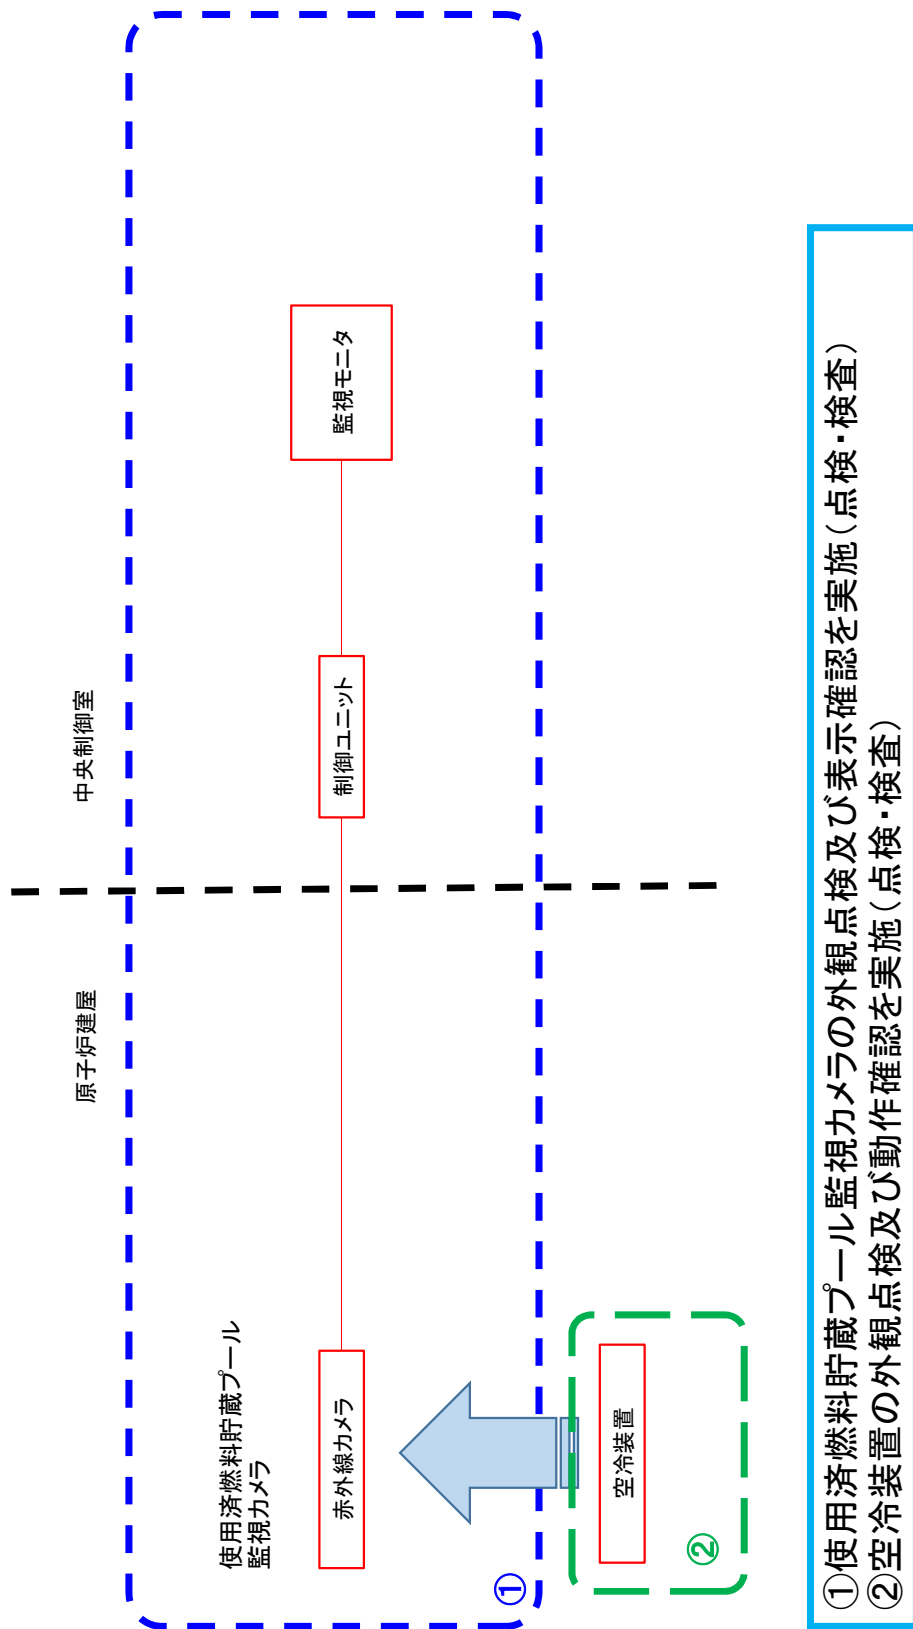 原子炉建屋
中央制御室
使用済燃料貯蔵プール
監視カメラ
赤外線カメラ
制御ユニット
監視モニタ
①
空冷装置
②
①使用済燃料貯蔵プール監視カメラの外観点検及び表示確認を実施(点検・検査)
②空冷装置の外観点検及び動作確認を実施(点検・検査)